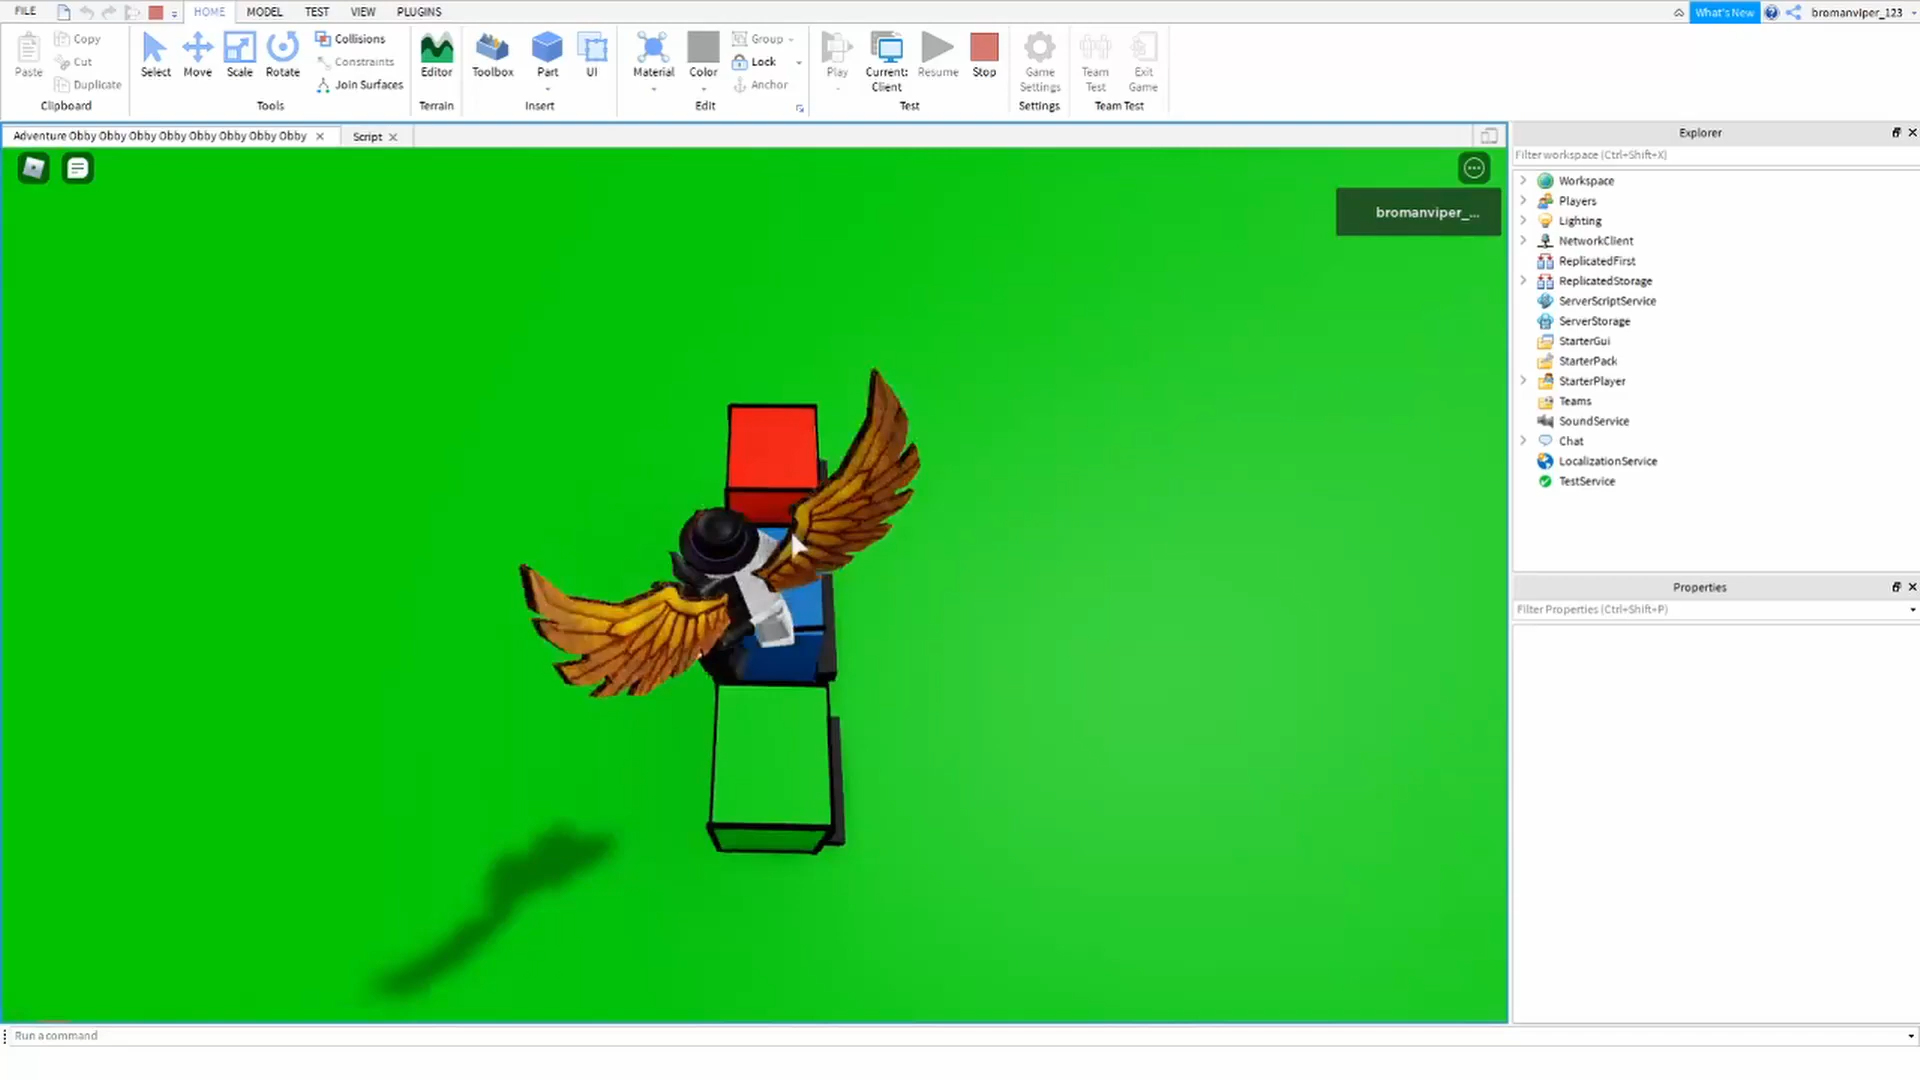 FILE HOME MODEL TEST VIEW PLUGINS What's New bromanviper_123
Paste Copy Cut Duplicate Clipboard
Select Move Scale Rotate Collisions Constraints Join Surfaces Tools
Editor Terrain
Toolbox Part UI Insert
Material Color Group Lock Anchor Edit
Play Current: Client Resume Stop Test
Game Settings Settings
Team Test Exit Game Team Test
Adventure Obby Obby Obby Obby Obby Obby Obby Obby
Script
bromanviper_...
Explorer
Filter workspace (Ctrl+Shift+X)
Workspace
Players
Lighting
NetworkClient
ReplicatedFirst
ReplicatedStorage
ServerScriptService
ServerStorage
StarterGui
StarterPack
StarterPlayer
Teams
SoundService
Chat
LocalizationService
TestService
Properties
Filter Properties (Ctrl+Shift+P)
Run a command